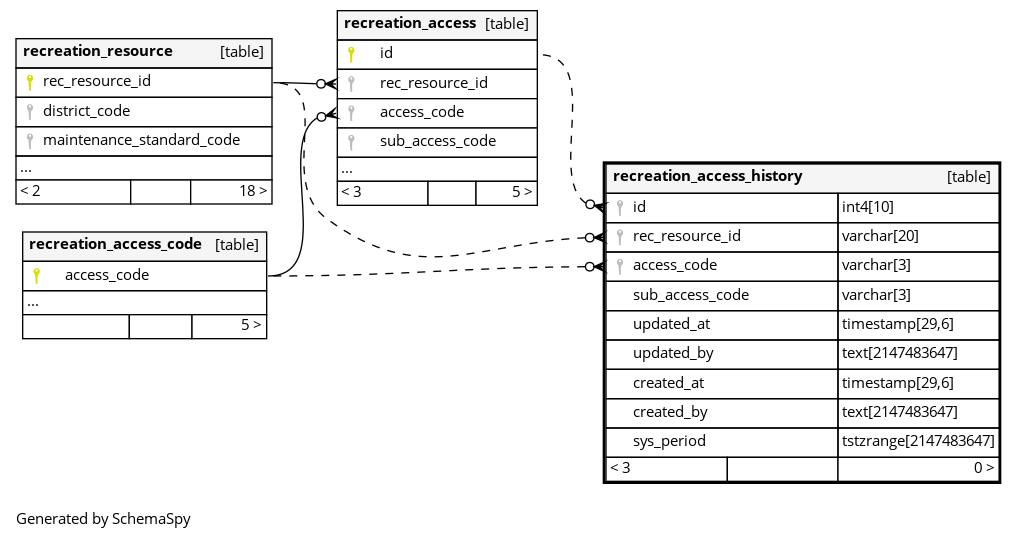 recreation_resource [table]
rec_resource_id
district_code
maintenance_standard_code
...
< 2 18 >
recreation_access [table]
id
rec_resource_id
access_code
sub_access_code
...
< 3 5 >
recreation_access_code [table]
access_code
...
5 >
recreation_access_history [table]
id int4[10]
rec_resource_id varchar[20]
access_code varchar[3]
sub_access_code varchar[3]
updated_at timestamp[29,6]
updated_by text[2147483647]
created_at timestamp[29,6]
created_by text[2147483647]
sys_period tstzrange[2147483647]
< 3 0 >
Generated by SchemaSpy